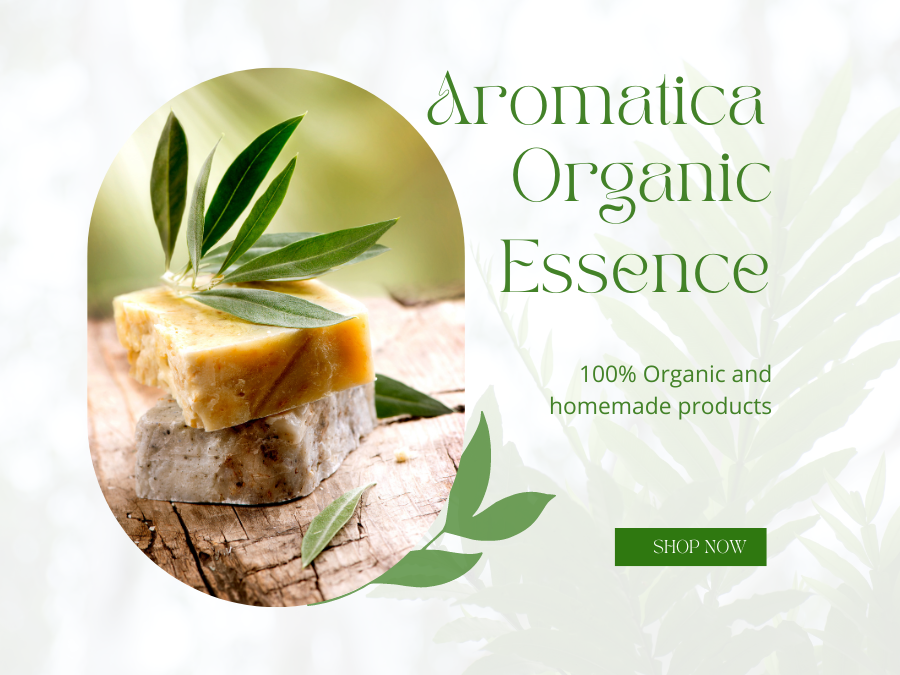 Aromatica
Organic
Essence
100% Organic and
homemade products
SHOP NOW